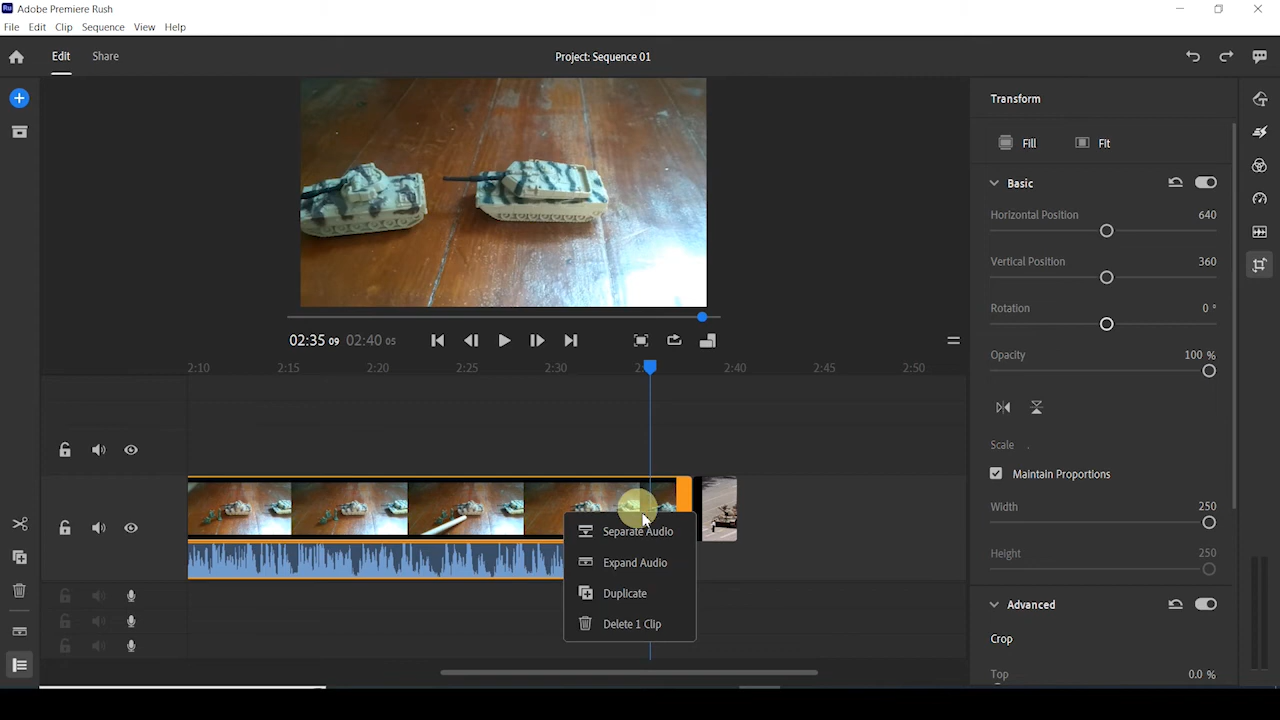 Ru Adobe Premiere Rush
File Edit Clip Sequence View Help
Edit Share Project: Sequence 01
Transform
Fill Fit
Basic
Horizontal Position 640
Vertical Position 360
Rotation 0 °
Opacity 100 %
Scale
Maintain Proportions
Width 250
Height 250
Advanced
Crop
Top 0.0 %
02:35 09 02:40 05
2:10 2:15 2:20 2:25 2:30 2:40 2:45 2:50
Separate Audio
Expand Audio
Duplicate
Delete 1 Clip